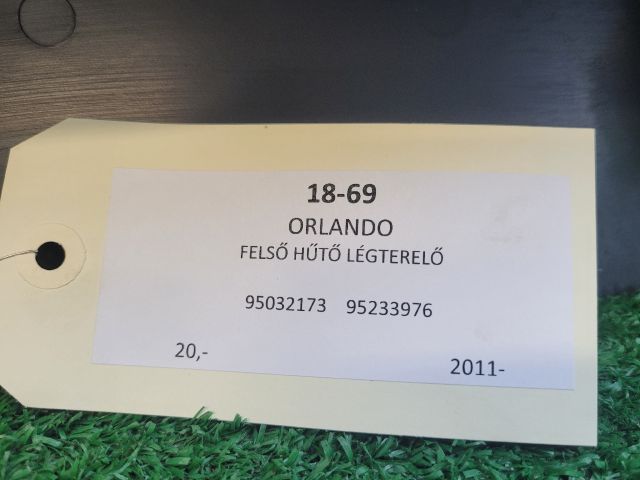 18-69
ORLANDO
FELSŐ HŰTŐ LÉGTERELŐ
95032173 95233976
20,- 2011-